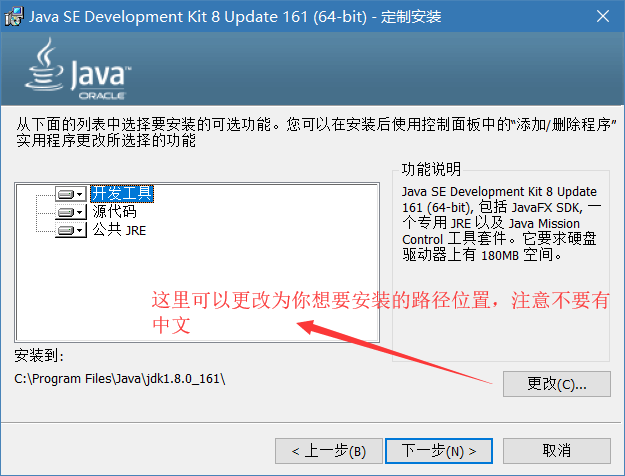 Java SE Development Kit 8 Update 161 (64-bit) - 定制安装
Java™
ORACLE
从下面的列表中选择要安装的可选功能。您可以在安装后使用控制面板中的“添加/删除程序”
实用程序更改所选择的功能
开发工具
源代码
公共 JRE
功能说明
Java SE Development Kit 8 Update
161 (64-bit), 包括 JavaFX SDK, 一
个专用 JRE 以及 Java Mission
Control 工具套件。它要求硬盘
驱动器上有 180MB 空间。
这里可以更改为你想要安装的路径位置，注意不要有
中文
安装到:
C:\Program Files\Java\jdk1.8.0_161\
更改(C)...
< 上一步(B)
下一步(N) >
取消